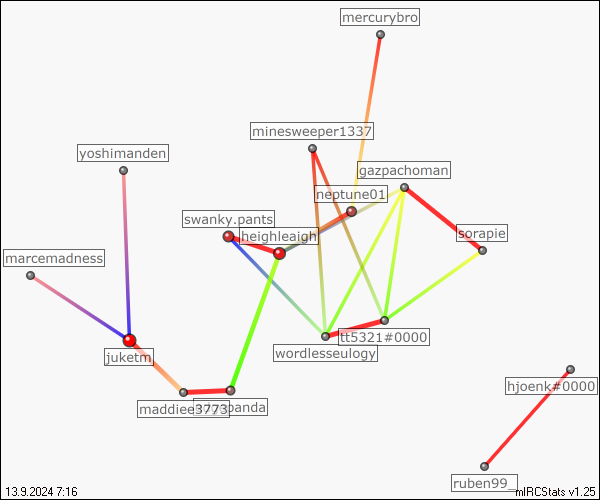 mercurybro
minesweeper1337
yoshimanden
gazpachoman
neptune01
swanky.pants
heighleaigh
sorapie
marcemadness
tt5321#0000
wordlesseulogy
juketm
hjoenk#0000
maddiee3773
panda
ruben99_
13.9.2024 7:16
mIRCStats v1.25